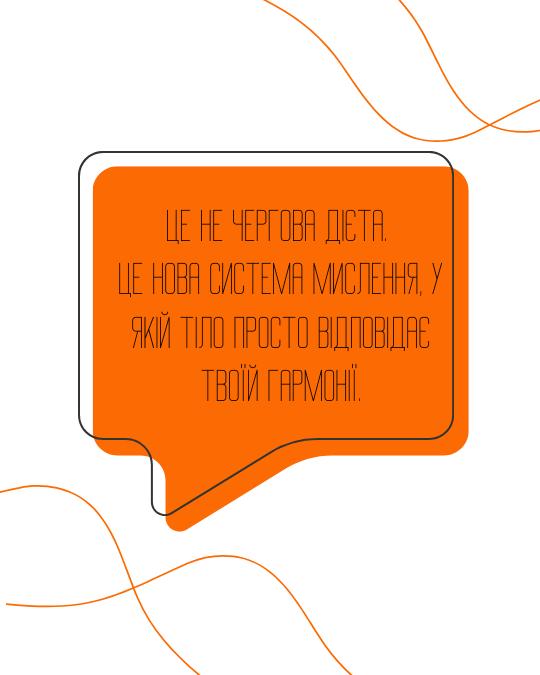 ЦЕ НЕ ЧЕРГОВА ДІЄТА.
ЦЕ НОВА СИСТЕМА МИСЛЕННЯ, У
ЯКІЙ ТІЛО ПРОСТО ВІДПОВІДАЄ
ТВОЇЙ ГАРМОНІЇ.